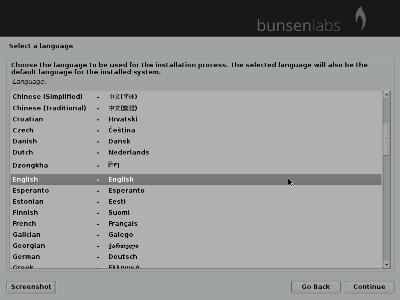 bunsenlabs
Select a language
Choose the language to be used for the installation process. The selected language will also be the
default language for the installed system.
Language:
Chinese (Simplified) - 中文(简体)
Chinese (Traditional) - 中文(繁體)
Croatian - Hrvatski
Czech - Čeština
Danish - Dansk
Dutch - Nederlands
Dzongkha -
English - English
Esperanto - Esperanto
Estonian - Eesti
Finnish - Suomi
French - Français
Galician - Galego
Georgian - ქართული
German - Deutsch
Greek - Ελληνικά
Screenshot
Go Back
Continue